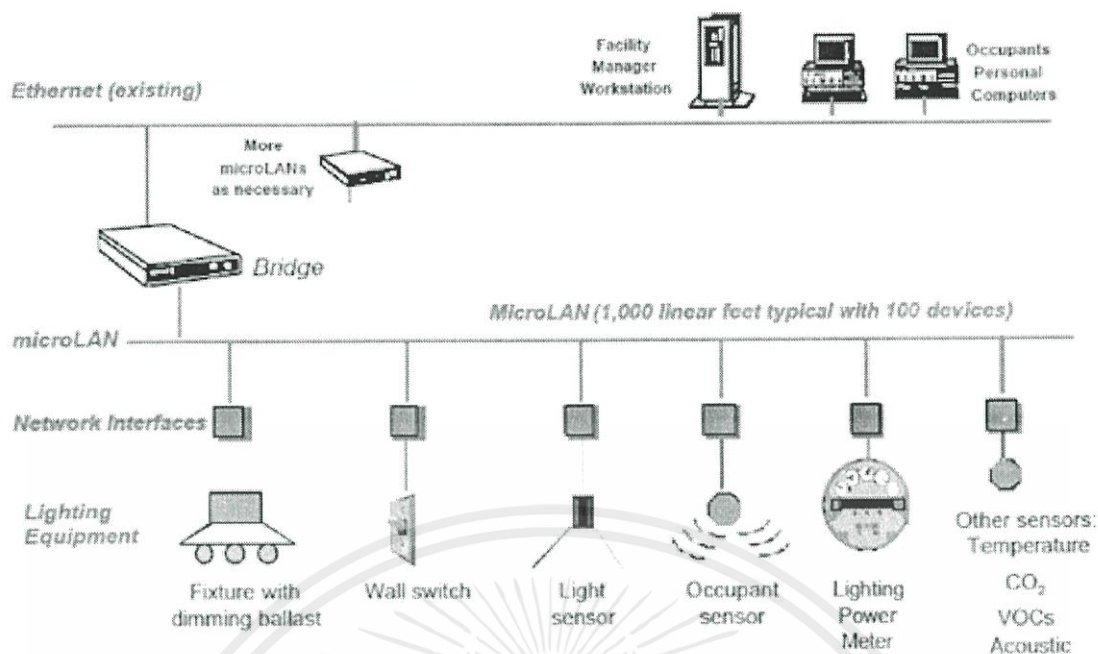 Facility
Manager
Workstation
Occupants
Personal
Computers
Ethernet (existing)
More
microLANs
as necessary
Bridge
MicroLAN (1,000 linear feet typical with 100 devices)
microLAN
Network Interfaces
Lighting
Equipment
Fixture with
dimming ballast
Wall switch
Light
sensor
Occupant
sensor
Lighting
Power
Meter
Other sensors:
Temperature
CO₂
VOCs
Acoustic